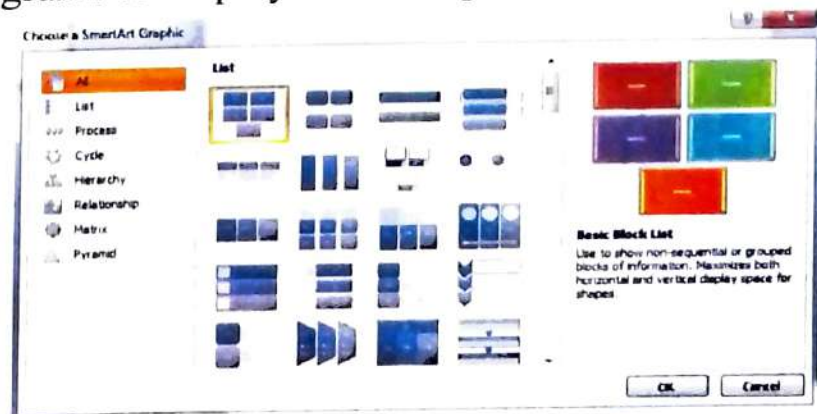 Choose a SmartArt Graphic
All
List
Process
Cycle
Hierarchy
Relationship
Matrix
Pyramid
List
Basic Block List
Use to show non-sequential or grouped
blocks of information. Maximizes both
horizontal and vertical display space for
shapes.
OK
Cancel